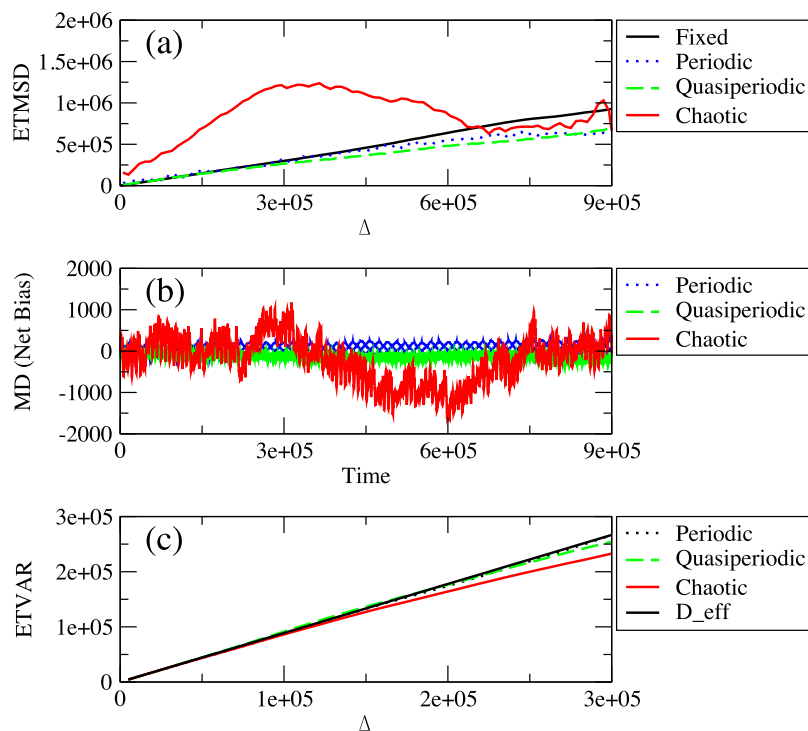 2e+06
(a)
1.5e+06
1e+06
5e+05
0
ETMSD
0
3e+05
6e+05
9e+05
Δ
Fixed
Periodic
Quasiperiodic
Chaotic
2000
(b)
1000
0
-1000
-2000
MD (Net Bias)
0
3e+05
6e+05
9e+05
Time
Periodic
Quasiperiodic
Chaotic
3e+05
(c)
2e+05
1e+05
0
ETVAR
0
1e+05
2e+05
3e+05
Δ
Periodic
Quasiperiodic
Chaotic
D_eff